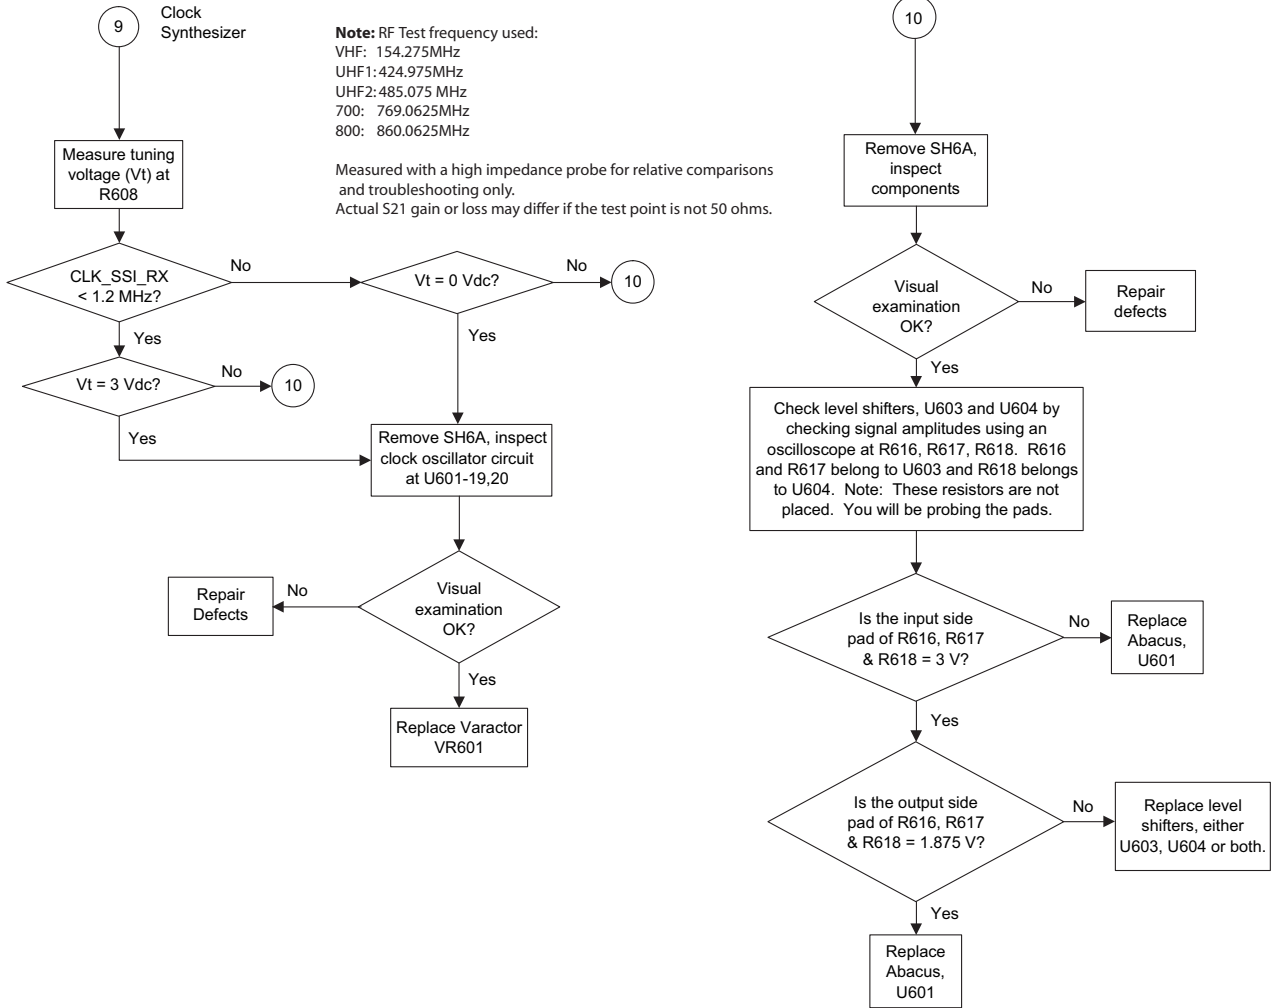 9
Clock
Synthesizer
Note: RF Test frequency used:
VHF: 154.275MHz
UHF1: 424.975MHz
UHF2: 485.075 MHz
700: 769.0625MHz
800: 860.0625MHz
Measured with a high impedance probe for relative comparisons
and troubleshooting only.
Actual S21 gain or loss may differ if the test point is not 50 ohms.
Measure tuning
voltage (Vt) at
R608
CLK_SSI_RX
< 1.2 MHz?
No
Vt = 0 Vdc?
No
10
Yes
Yes
Vt = 3 Vdc?
No
10
Yes
Remove SH6A, inspect
clock oscillator circuit
at U601-19,20
Visual
examination
OK?
No
Repair
Defects
Yes
Replace Varactor
VR601
10
Remove SH6A,
inspect
components
Visual
examination
OK?
No
Repair
defects
Yes
Check level shifters, U603 and U604 by
checking signal amplitudes using an
oscilloscope at R616, R617, R618. R616
and R617 belong to U603 and R618 belongs
to U604. Note: These resistors are not
placed. You will be probing the pads.
Is the input side
pad of R616, R617
& R618 = 3 V?
No
Replace
Abacus,
U601
Yes
Is the output side
pad of R616, R617
& R618 = 1.875 V?
No
Replace level
shifters, either
U603, U604 or both.
Yes
Replace
Abacus,
U601